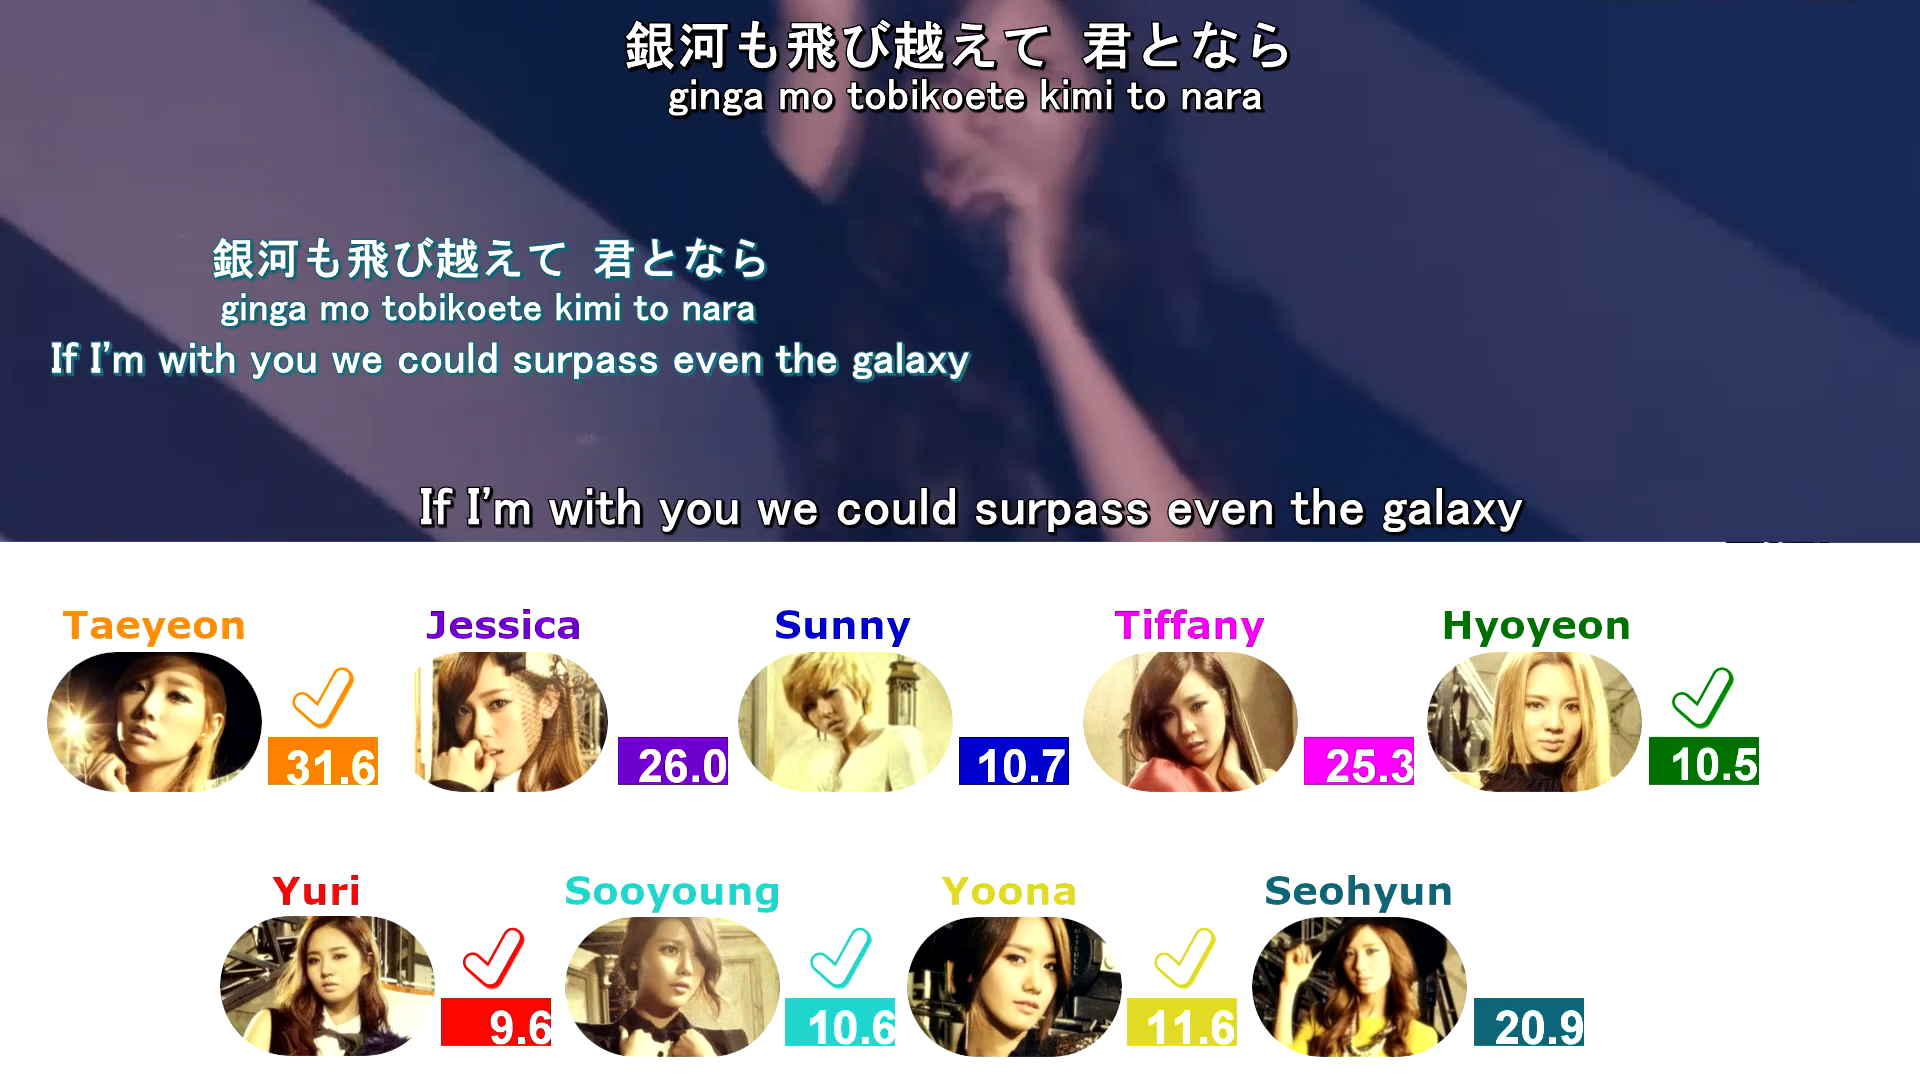 銀河も飛び越えて 君となら
ginga mo tobikoete kimi to nara
銀河も飛び越えて 君となら
ginga mo tobikoete kimi to nara
If I'm with you we could surpass even the galaxy
If I'm with you we could surpass even the galaxy
Taeyeon Jessica Sunny Tiffany Hyoyeon
31.6 26.0 10.7 25.3 10.5
Yuri Sooyoung Yoona Seohyun
9.6 10.6 11.6 20.9